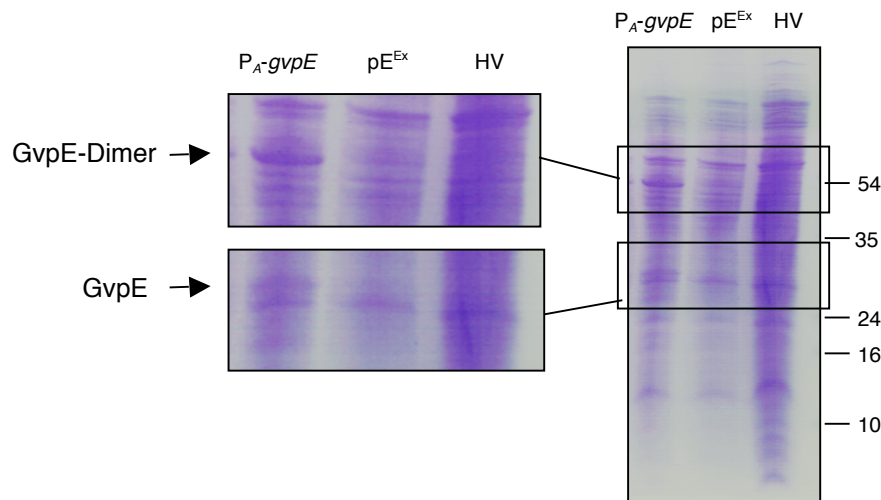 P_A-gvpE pE^Ex HV
P_A-gvpE pE^Ex HV
GvpE-Dimer
GvpE
54
35
24
16
10